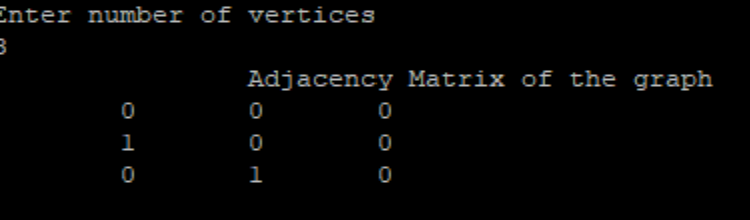 Enter number of vertices
3
Adjacency Matrix of the graph
0 0 0
1 0 0
0 1 0